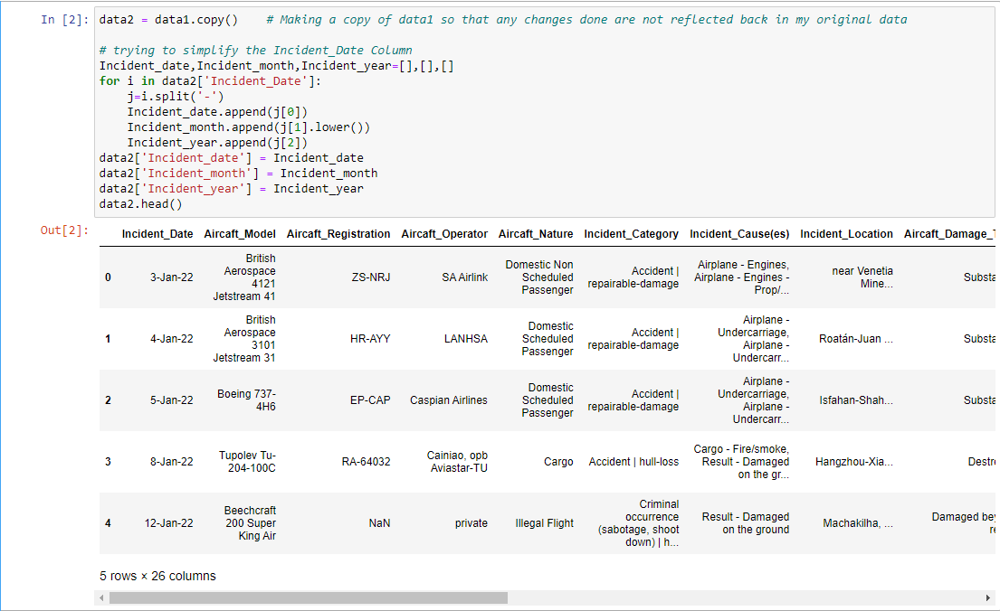 In [2]: data2 = data1.copy()    # Making a copy of data1 so that any changes done are not reflected back in my original data
# trying to simplify the Incident_Date Column
Incident_date,Incident_month,Incident_year=[],[],[]
for i in data2['Incident_Date']:
    j=i.split('-')
    Incident_date.append(j[0])
    Incident_month.append(j[1].lower())
    Incident_year.append(j[2])
data2['Incident_date'] = Incident_date
data2['Incident_month'] = Incident_month
data2['Incident_year'] = Incident_year
data2.head()
Out[2]:
Incident_Date Aircaft_Model Aircaft_Registration Aircaft_Operator Aircaft_Nature Incident_Category Incident_Cause(es) Incident_Location Aircaft_Damage_T
0 3-Jan-22
British
Aerospace
4121
Jetstream 41
ZS-NRJ
SA Airlink
Domestic Non
Scheduled
Passenger
Accident |
repairable-damage
Airplane - Engines,
Airplane - Engines -
Prop/...
near Venetia
Mine...
Substa
1 4-Jan-22
British
Aerospace
3101
Jetstream 31
HR-AYY
LANHSA
Domestic
Scheduled
Passenger
Accident |
repairable-damage
Airplane -
Undercarriage,
Airplane -
Undercarr...
Roatán-Juan ...
Substa
2 5-Jan-22
Boeing 737-
4H6
EP-CAP
Caspian Airlines
Domestic
Scheduled
Passenger
Accident |
repairable-damage
Airplane -
Undercarriage,
Airplane -
Undercarr...
Isfahan-Shah...
Substa
3 8-Jan-22
Tupolev Tu-
204-100C
RA-64032
Cainiao, opb
Aviastar-TU
Cargo
Accident | hull-loss
Cargo - Fire/smoke,
Result - Damaged
on the gr...
Hangzhou-Xia...
Destr
4 12-Jan-22
Beechcraft
200 Super
King Air
NaN
private
Illegal Flight
Criminal
occurrence
(sabotage, shoot
down) | h...
Result - Damaged
on the ground
Machakilha, ...
Damaged bey
re
5 rows × 26 columns